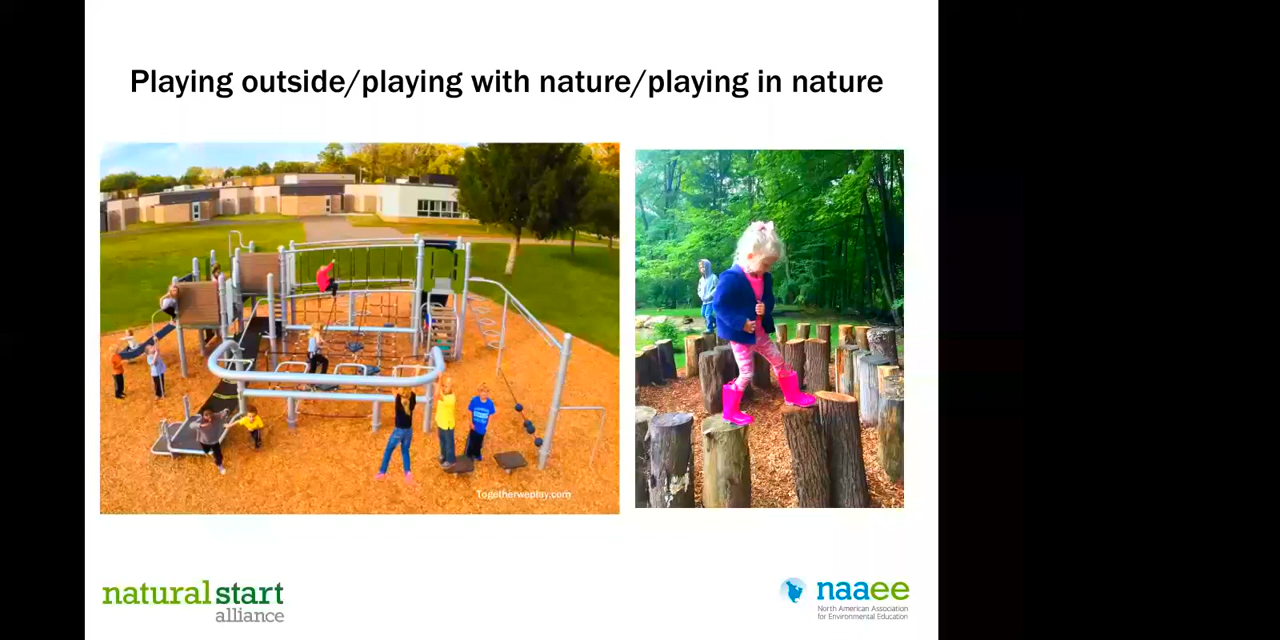 Playing outside/playing with nature/playing in nature
Togetherweplay.com
natural start
alliance
naaee
North American Association
for Environmental Education